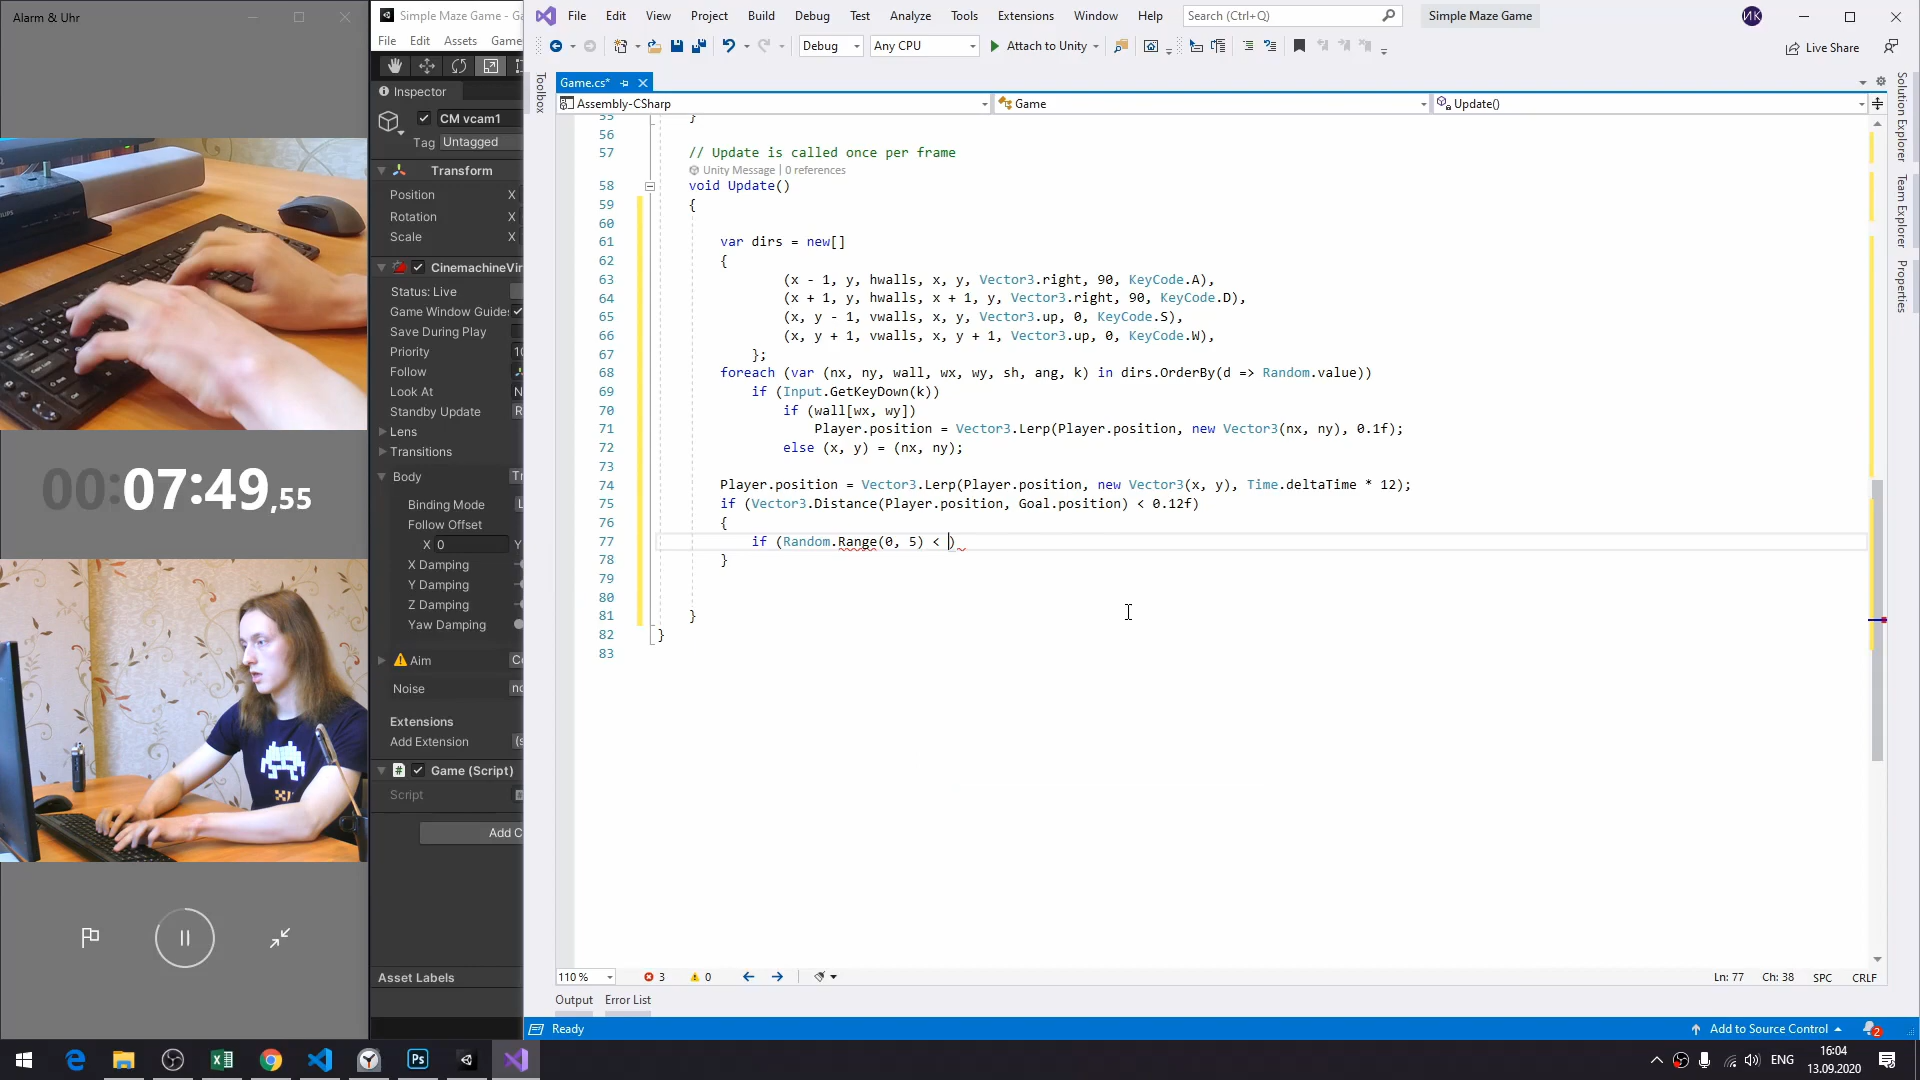 Alarm & Uhr
Simple Maze Game - Ga
File Edit Assets Game
Inspector
CM vcam1
Tag Untagged
Transform
Position X
Rotation X
Scale X
CinemachineVir
Status: Live
Game Window Guides
Save During Play
Priority 10
Follow
Look At N
Standby Update R
Lens
Transitions
Body Tr
Binding Mode L
Follow Offset
X 0 Y
X Damping
Y Damping
Z Damping
Yaw Damping
Aim Co
Noise no
Extensions
Add Extension (s
Game (Script)
Script
Add C
Asset Labels
00:07:49,55
File Edit View Project Build Debug Test Analyze Tools Extensions Window Help Search (Ctrl+Q) Simple Maze Game ИК
Debug Any CPU Attach to Unity Live Share
Toolbox
Game.cs*
Assembly-CSharp Game Update()
55 }
56
57 // Update is called once per frame
Unity Message | 0 references
58 void Update()
59 {
60
61 var dirs = new[]
62 {
63 (x - 1, y, hwalls, x, y, Vector3.right, 90, KeyCode.A),
64 (x + 1, y, hwalls, x + 1, y, Vector3.right, 90, KeyCode.D),
65 (x, y - 1, vwalls, x, y, Vector3.up, 0, KeyCode.S),
66 (x, y + 1, vwalls, x, y + 1, Vector3.up, 0, KeyCode.W),
67 };
68 foreach (var (nx, ny, wall, wx, wy, sh, ang, k) in dirs.OrderBy(d => Random.value))
69 if (Input.GetKeyDown(k))
70 if (wall[wx, wy])
71 Player.position = Vector3.Lerp(Player.position, new Vector3(nx, ny), 0.1f);
72 else (x, y) = (nx, ny);
73
74 Player.position = Vector3.Lerp(Player.position, new Vector3(x, y), Time.deltaTime * 12);
75 if (Vector3.Distance(Player.position, Goal.position) < 0.12f)
76 {
77 if (Random.Range(0, 5) < )
78 }
79
80
81 }
82 }
83
Solution Explorer
Team Explorer
Properties
110 % 3 0 Ln: 77 Ch: 38 SPC CRLF
Output Error List
Ready Add to Source Control 2
Ps
ENG 16:04
13.09.2020